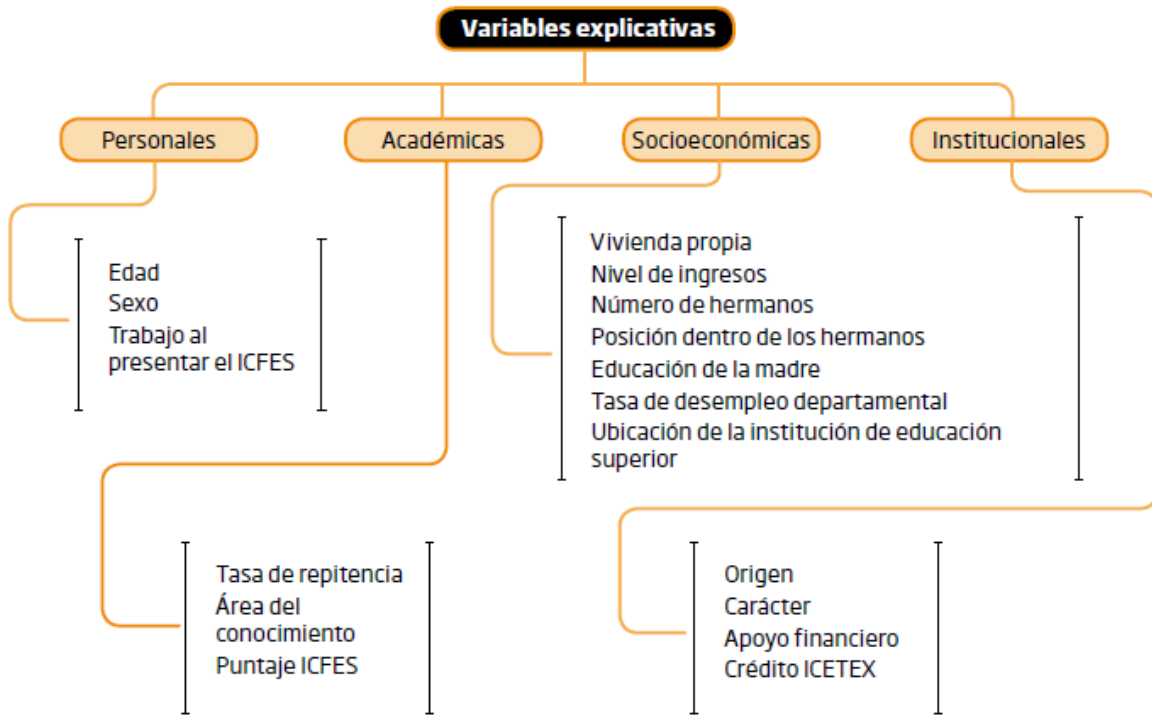 Variables explicativas
Personales
Académicas
Socioeconómicas
Institucionales
Edad
Sexo
Trabajo al
presentar el ICFES
Vivienda propia
Nivel de ingresos
Número de hermanos
Posición dentro de los hermanos
Educación de la madre
Tasa de desempleo departamental
Ubicación de la institución de educación
superior
Tasa de repitencia
Área del
conocimiento
Puntaje ICFES
Origen
Carácter
Apoyo financiero
Crédito ICETEX